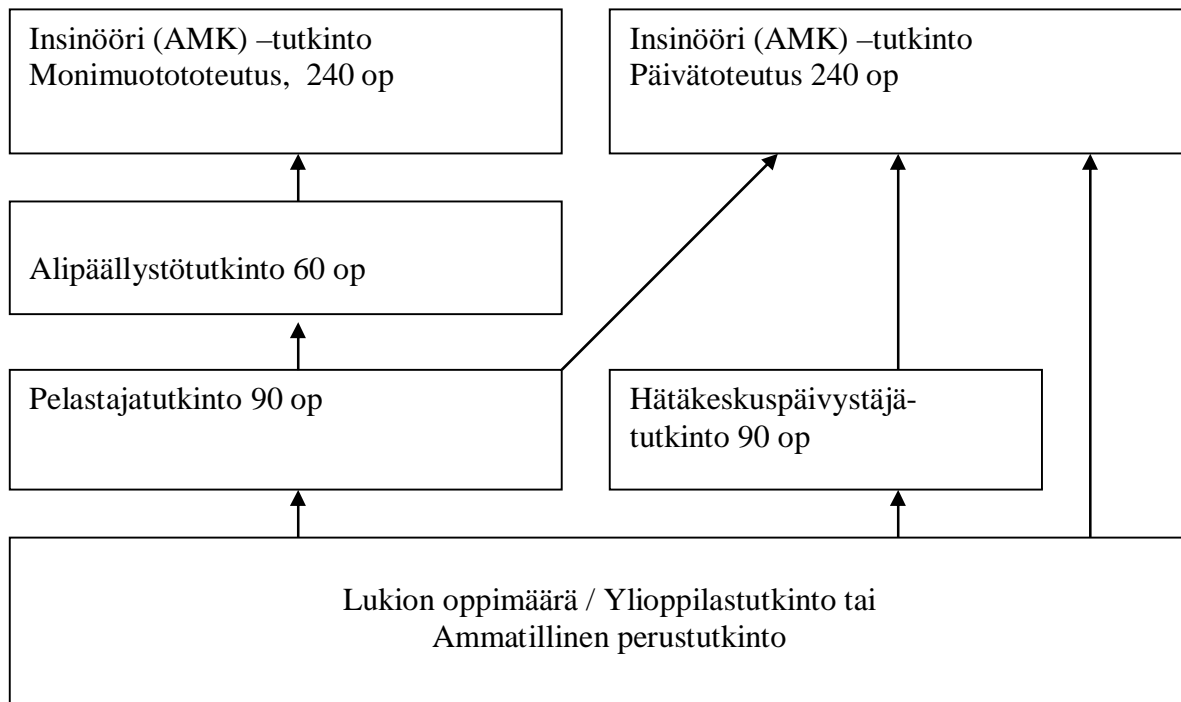 Insinööri (AMK) –tutkinto
Monimuotototeutus,  240 op
Insinööri (AMK) –tutkinto
Päivätoteutus 240 op
Alipäällystötutkinto 60 op
Pelastajatutkinto 90 op
Hätäkeskuspäivystäjä-
tutkinto 90 op
Lukion oppimäärä / Ylioppilastutkinto tai
Ammatillinen perustutkinto